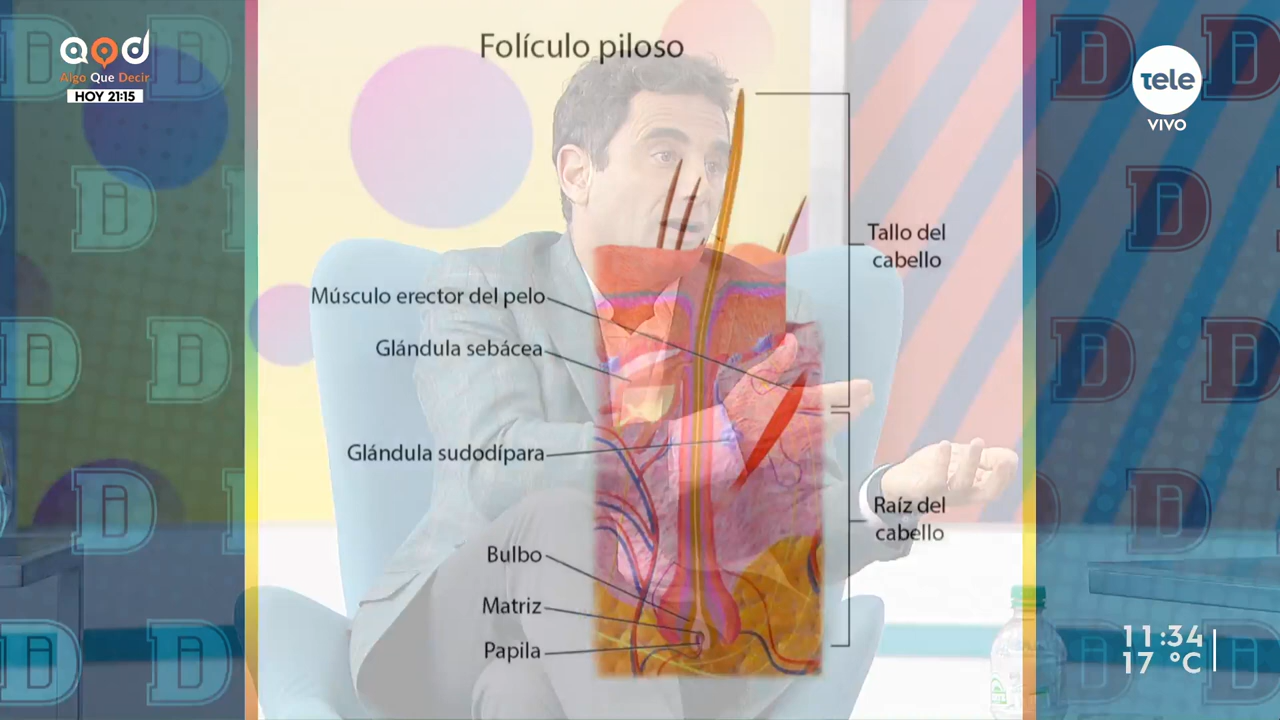 aqd
Algo Que Decir
HOY 21:15
Folículo piloso
tele
VIVO
Tallo del
cabello
Músculo erector del pelo
Glándula sebácea
Glándula sudodípara
Raíz del
cabello
Bulbo
Matriz
Papila
11:34
17 °C
D
D
D
D
D
D
D
D
D
D
D
D
D
D